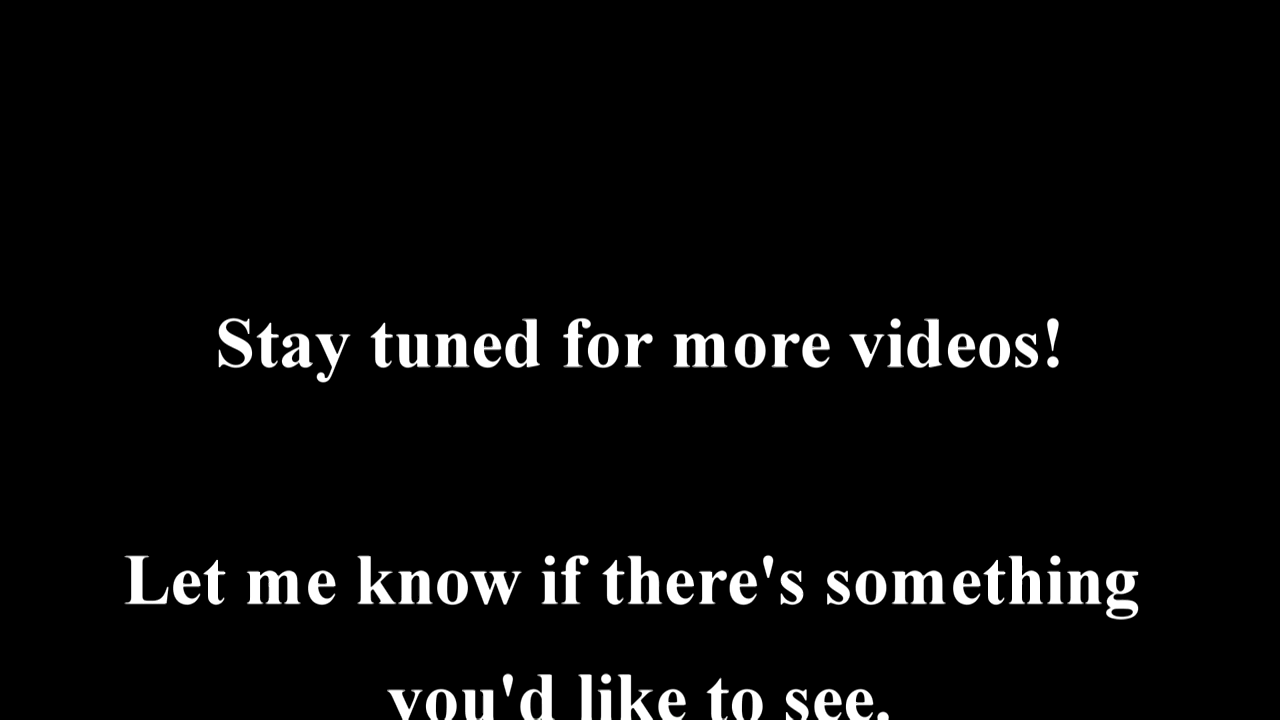 Stay tuned for more videos!
Let me know if there's something
you'd like to see.